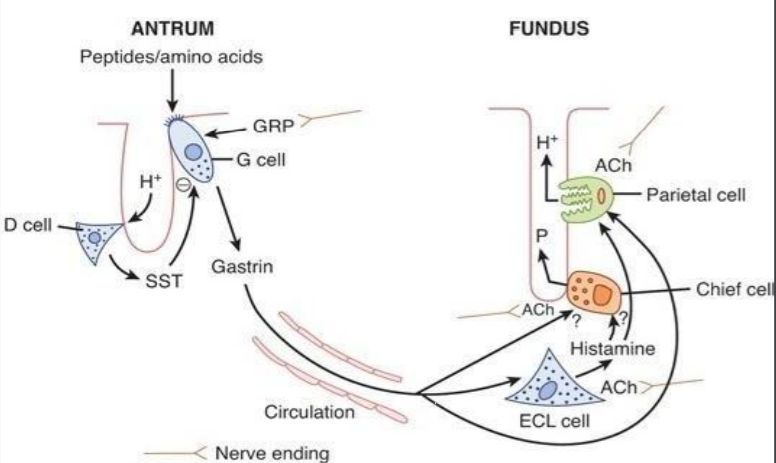 ANTRUM
Peptides/amino acids
GRP
G cell
H+
⊖
D cell
SST
Gastrin
Circulation
Nerve ending
FUNDUS
H+
ACh
Parietal cell
P
Chief cell
ACh
?
?
Histamine
ACh
ECL cell